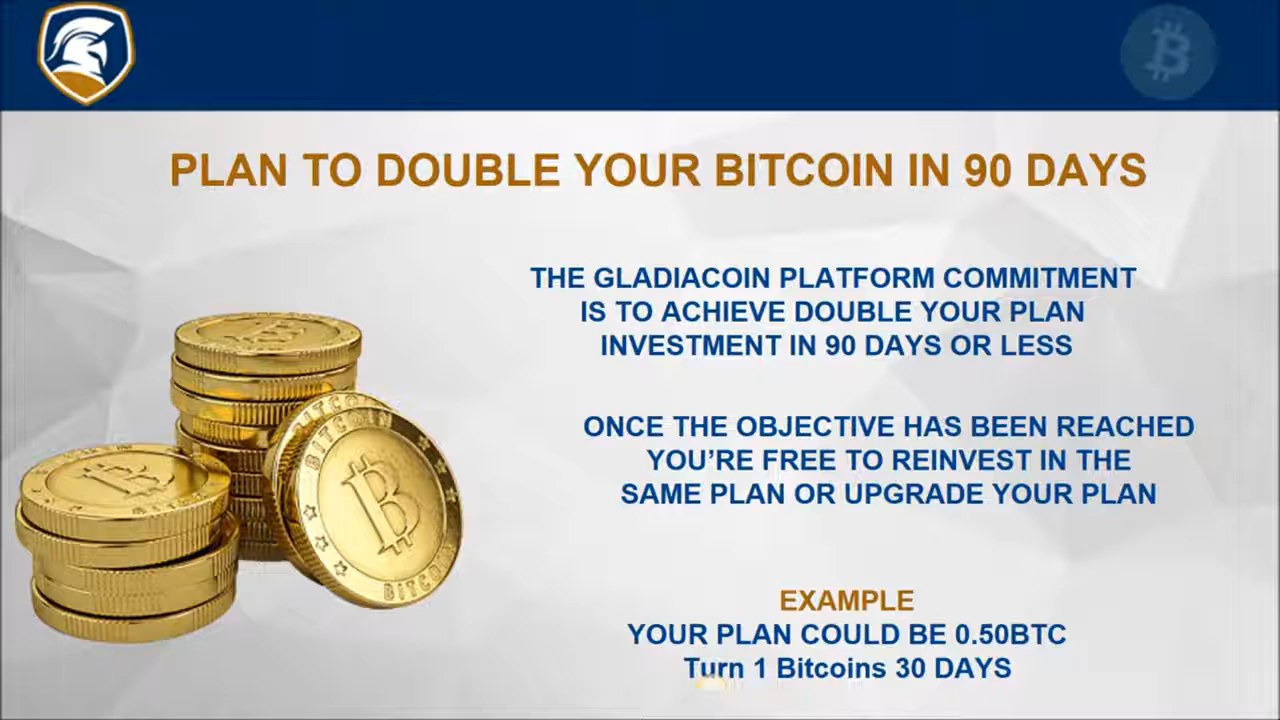 PLAN TO DOUBLE YOUR BITCOIN IN 90 DAYS
THE GLADIACOIN PLATFORM COMMITMENT
IS TO ACHIEVE DOUBLE YOUR PLAN
INVESTMENT IN 90 DAYS OR LESS
ONCE THE OBJECTIVE HAS BEEN REACHED
YOU’RE FREE TO REINVEST IN THE
SAME PLAN OR UPGRADE YOUR PLAN
EXAMPLE
YOUR PLAN COULD BE 0.50BTC
Turn 1 Bitcoins 30 DAYS
BITCOIN
BITCOIN